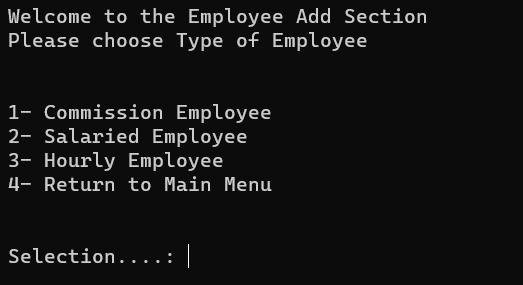 Welcome to the Employee Add Section
Please choose Type of Employee
1- Commission Employee
2- Salaried Employee
3- Hourly Employee
4- Return to Main Menu
Selection....: